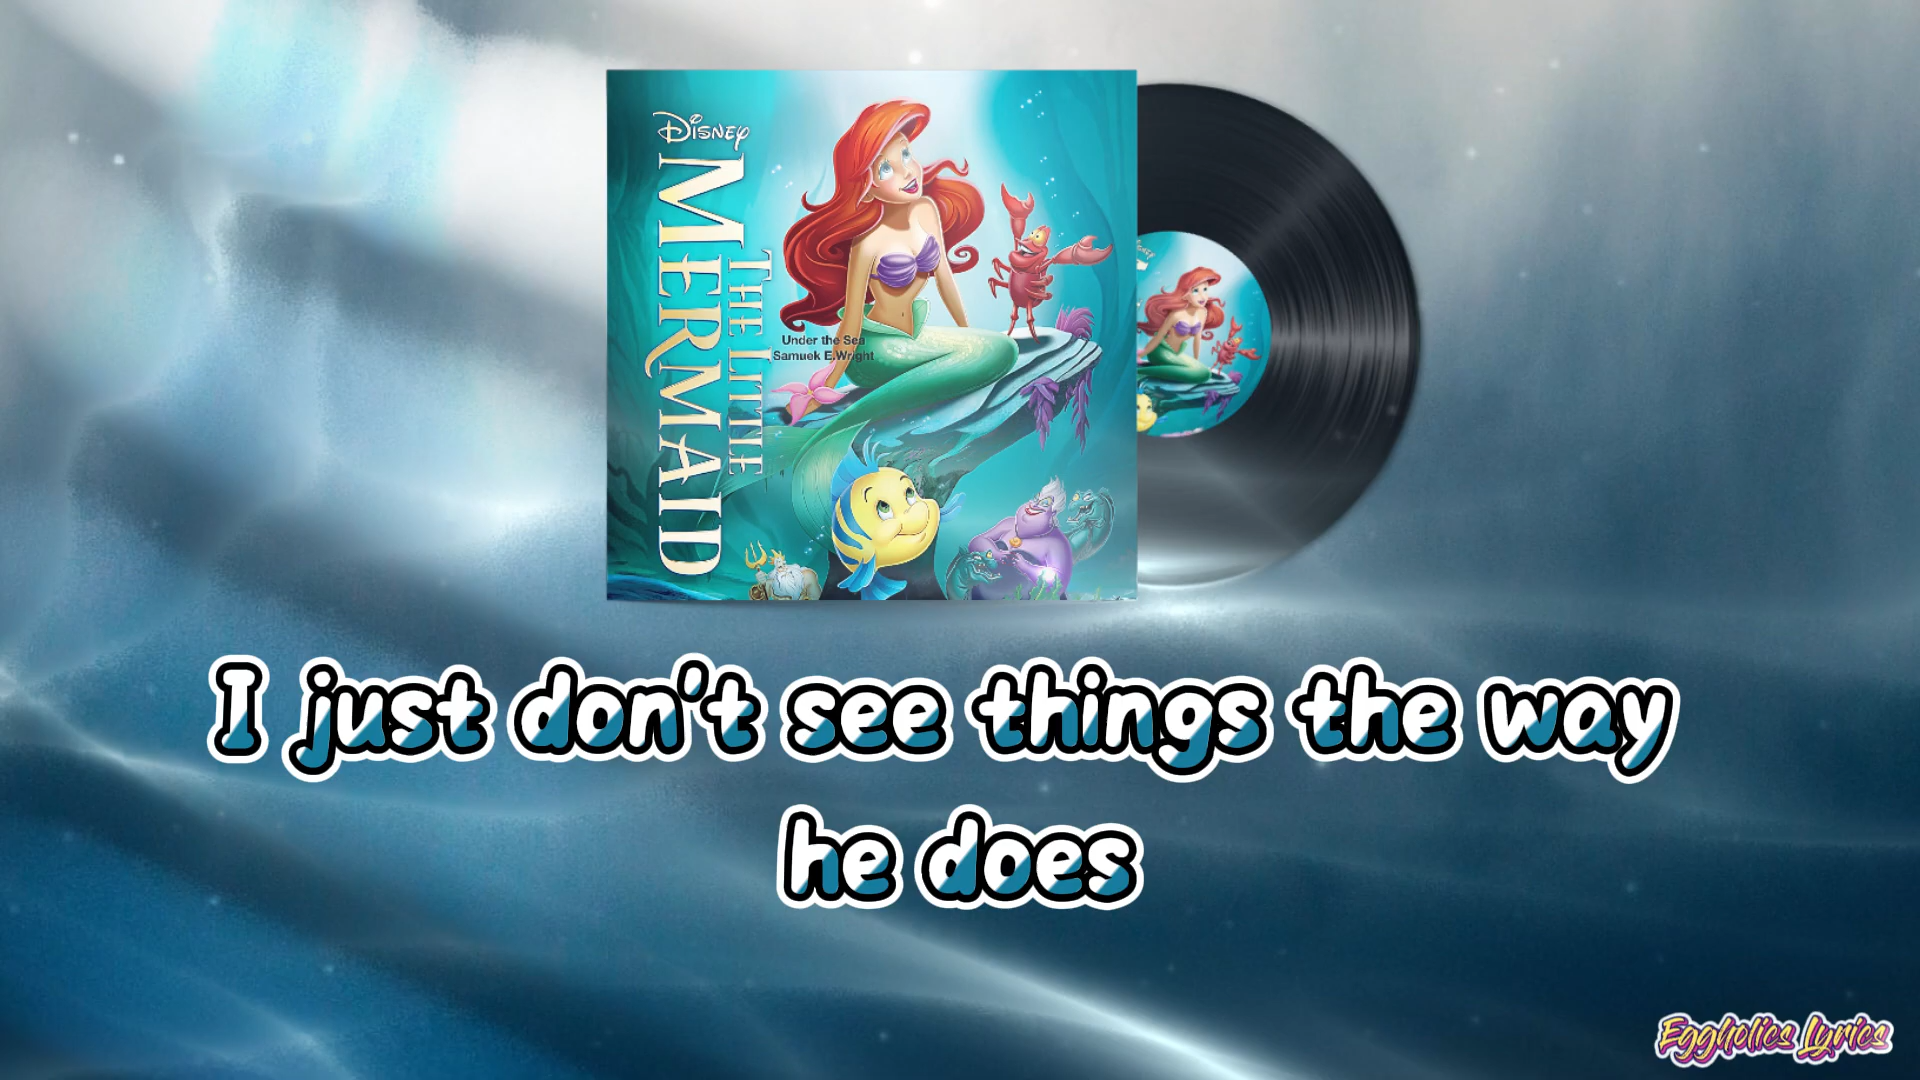 Disney
THE LITTLE
MERMAID
Under the Sea
Samuek E.Wright
I just don't see things the way
he does
Eggholics Lyrics